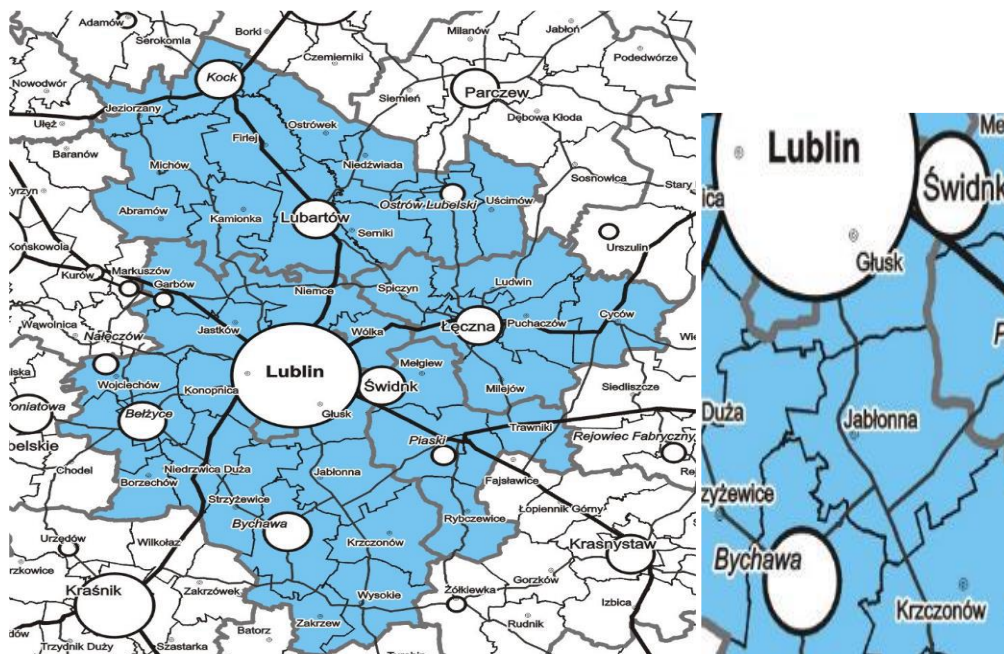 Adamów
Serokomla
Borki
Czemierniki
Milanów
Jabłoń
Podedwórze
Nowodwór
Kock
Siemień
Parczew
Jeziorzany
Ułęż
Ostrówek
Dębowa Kłoda
Firlej
Baranów
Michów
Niedźwiada
Sosnowica
Stary
Abramów
Kamionka
Lubartów
Ostrów Lubelski
Uścimów
Serniki
Urszulin
Końskowola
Markuszów
Kurów
Garbów
Niemce
Spiczyn
Ludwin
Wąwolnica
Jastków
Wólka
Łęczna
Puchaczów
Cyców
Nałęczów
Mełgiew
Lublin
Świdnk
Wojciechów
Konopnica
Milejów
Siedliszcze
Głusk
Bełżyce
Trawniki
Piaski
Rejowiec Fabryczny
Chodel
Niedrzwica Duża
Jabłonna
Borzechów
Fajsławice
Strzyżewice
Łopiennik Górny
Bychawa
Rybczewice
Urzędów
Wilkołaz
Krzczonów
Krasnystaw
Kraśnik
Zakrzówek
Gorzków
Wysokie
Żółkiewka
Izbica
Zakrzew
Batorz
Rudnik
Trzydnik Duży
Szastarka
Lublin
Świdnk
Głusk
Duża
Jabłonna
Bychawa
Krzczonów